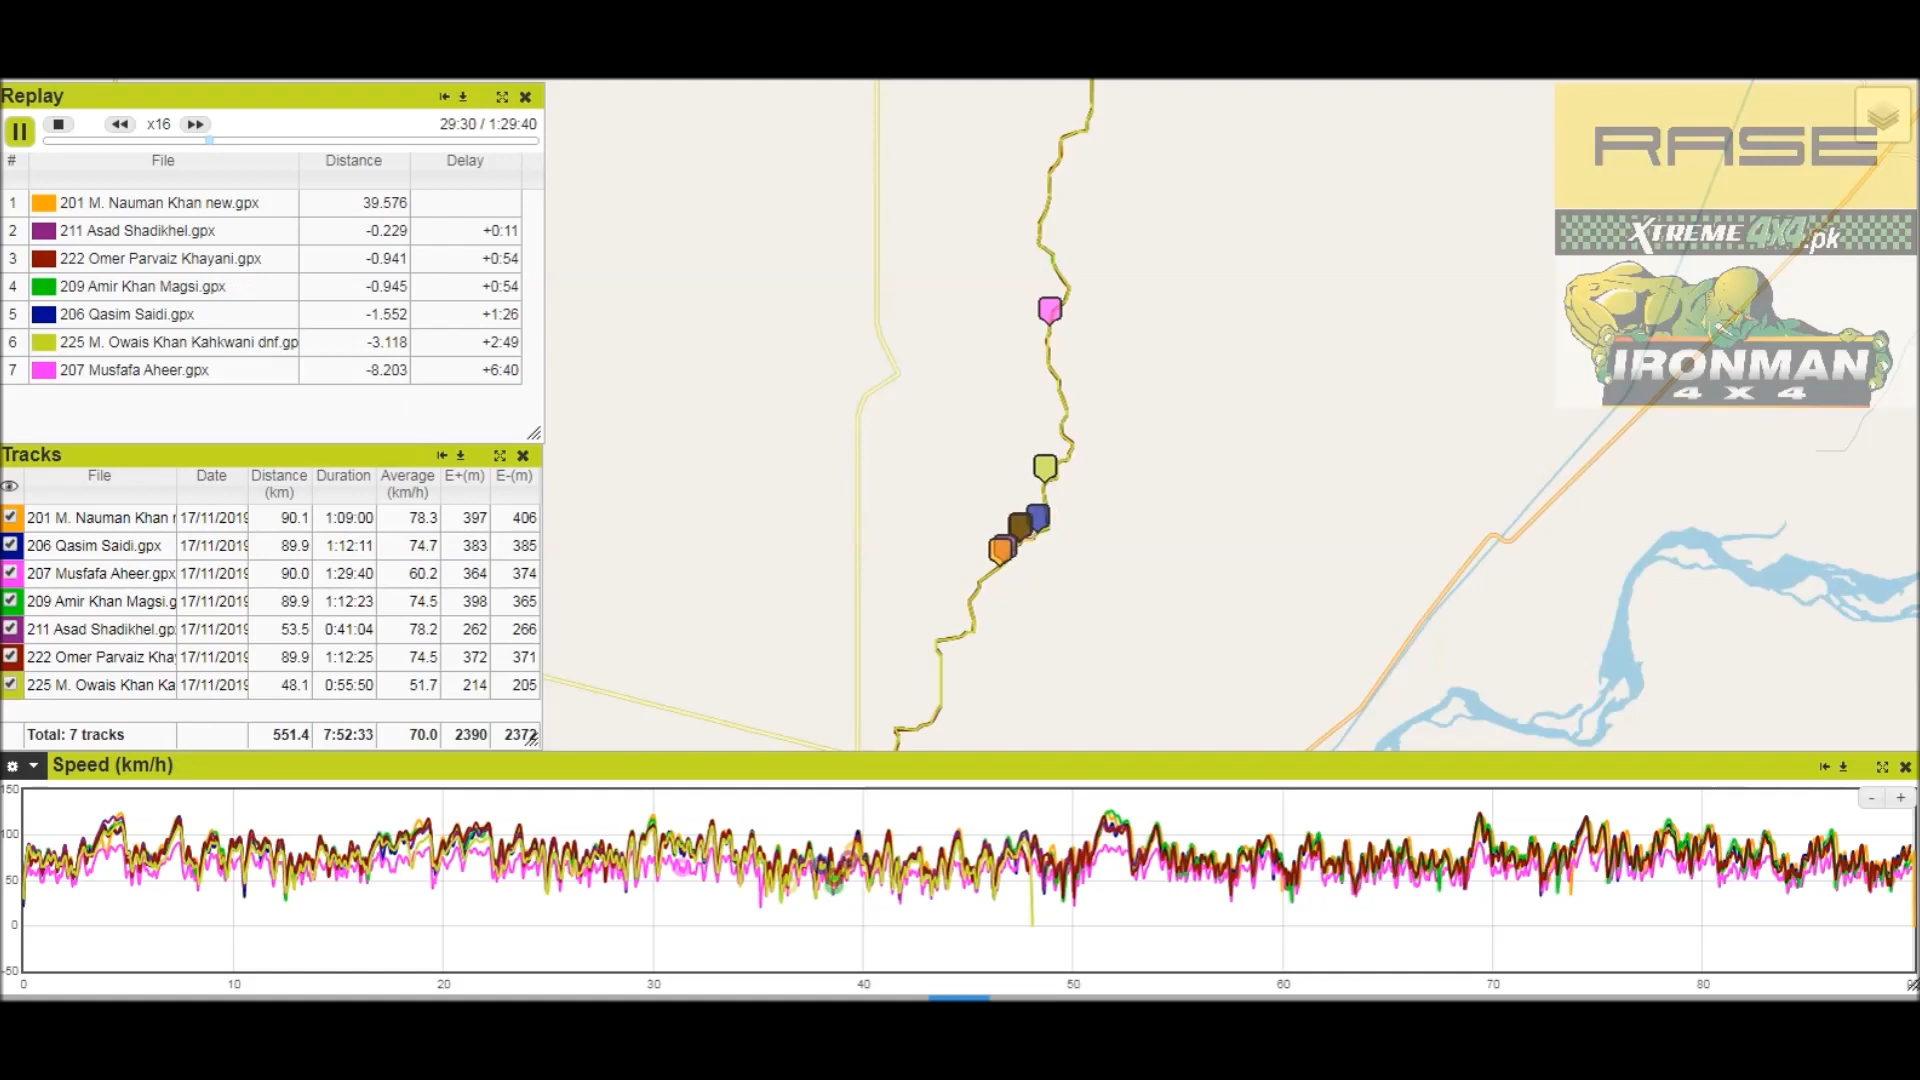 Replay
x16
29:30 / 1:29:40
# File Distance Delay
1 201 M. Nauman Khan new.gpx 39.576
2 211 Asad Shadikhel.gpx -0.229 +0:11
3 222 Omer Parvaiz Khayani.gpx -0.941 +0:54
4 209 Amir Khan Magsi.gpx -0.945 +0:54
5 206 Qasim Saidi.gpx -1.552 +1:26
6 225 M. Owais Khan Kahkwani dnf.gp -3.118 +2:49
7 207 Musfafa Aheer.gpx -8.203 +6:40
RASE
XTREME 4X4.pk
IRONMAN
4 X 4
Tracks
File Date Distance (km) Duration Average (km/h) E+(m) E-(m)
201 M. Nauman Khan 17/11/2019 90.1 1:09:00 78.3 397 406
206 Qasim Saidi.gpx 17/11/2019 89.9 1:12:11 74.7 383 385
207 Musfafa Aheer.gpx 17/11/2019 90.0 1:29:40 60.2 364 374
209 Amir Khan Magsi.g 17/11/2019 89.9 1:12:23 74.5 398 365
211 Asad Shadikhel.gp 17/11/2019 53.5 0:41:04 78.2 262 266
222 Omer Parvaiz Khay 17/11/2019 89.9 1:12:25 74.5 372 371
225 M. Owais Khan Ka 17/11/2019 48.1 0:55:50 51.7 214 205
Total: 7 tracks 551.4 7:52:33 70.0 2390 2372
Speed (km/h)
- +
150
100
50
0
-50
0 10 20 30 40 50 60 70 80